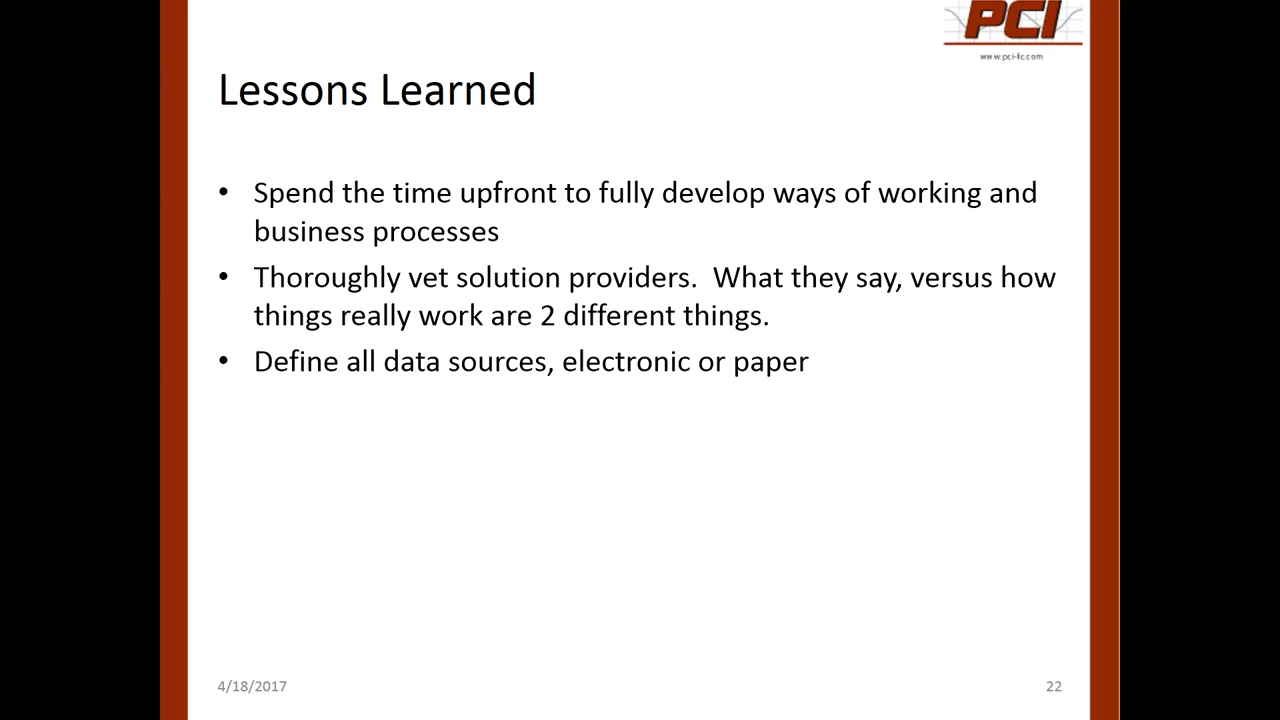 PCI
www.pci-llc.com
Lessons Learned
• Spend the time upfront to fully develop ways of working and
business processes
• Thoroughly vet solution providers.  What they say, versus how
things really work are 2 different things.
• Define all data sources, electronic or paper
4/18/2017
22